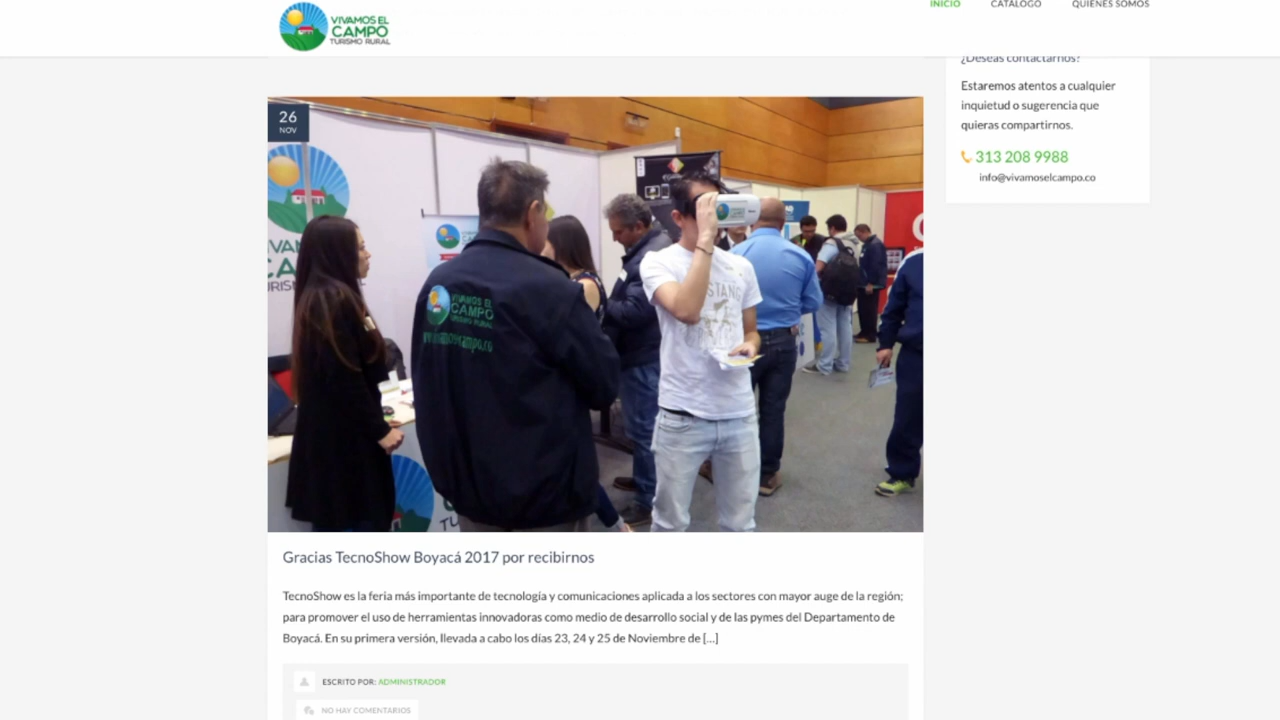 VIVAMOS EL
CAMPO
TURISMO RURAL
INICIO
CATÁLOGO
QUIÉNES SOMOS
¿Deseas contactarnos?
Estaremos atentos a cualquier
inquietud o sugerencia que
quieras compartirnos.
313 208 9988
info@vivamoselcampo.co
26
NOV
VIVAMOS EL
CAMPO
TURISMO RURAL
Gracias TecnoShow Boyacá 2017 por recibirnos
TecnoShow es la feria más importante de tecnología y comunicaciones aplicada a los sectores con mayor auge de la región;
para promover el uso de herramientas innovadoras como medio de desarrollo social y de las pymes del Departamento de
Boyacá. En su primera versión, llevada a cabo los días 23, 24 y 25 de Noviembre de [...]
ESCRITO POR: ADMINISTRADOR
NO HAY COMENTARIOS